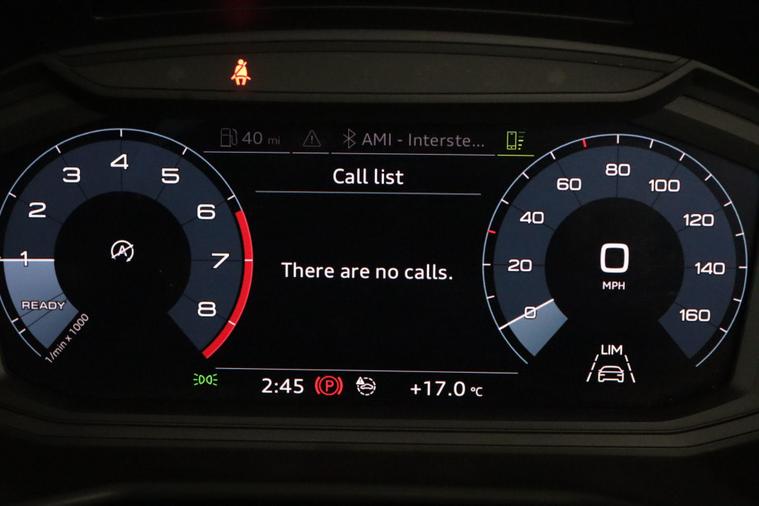 40 mi
AMI - Interste...
Call list
There are no calls.
1
2
3
4
5
6
7
8
READY
1/min x 1000
A
0
20
40
60
80
100
120
140
160
0
MPH
LIM
2:45
P
+17.0 °C